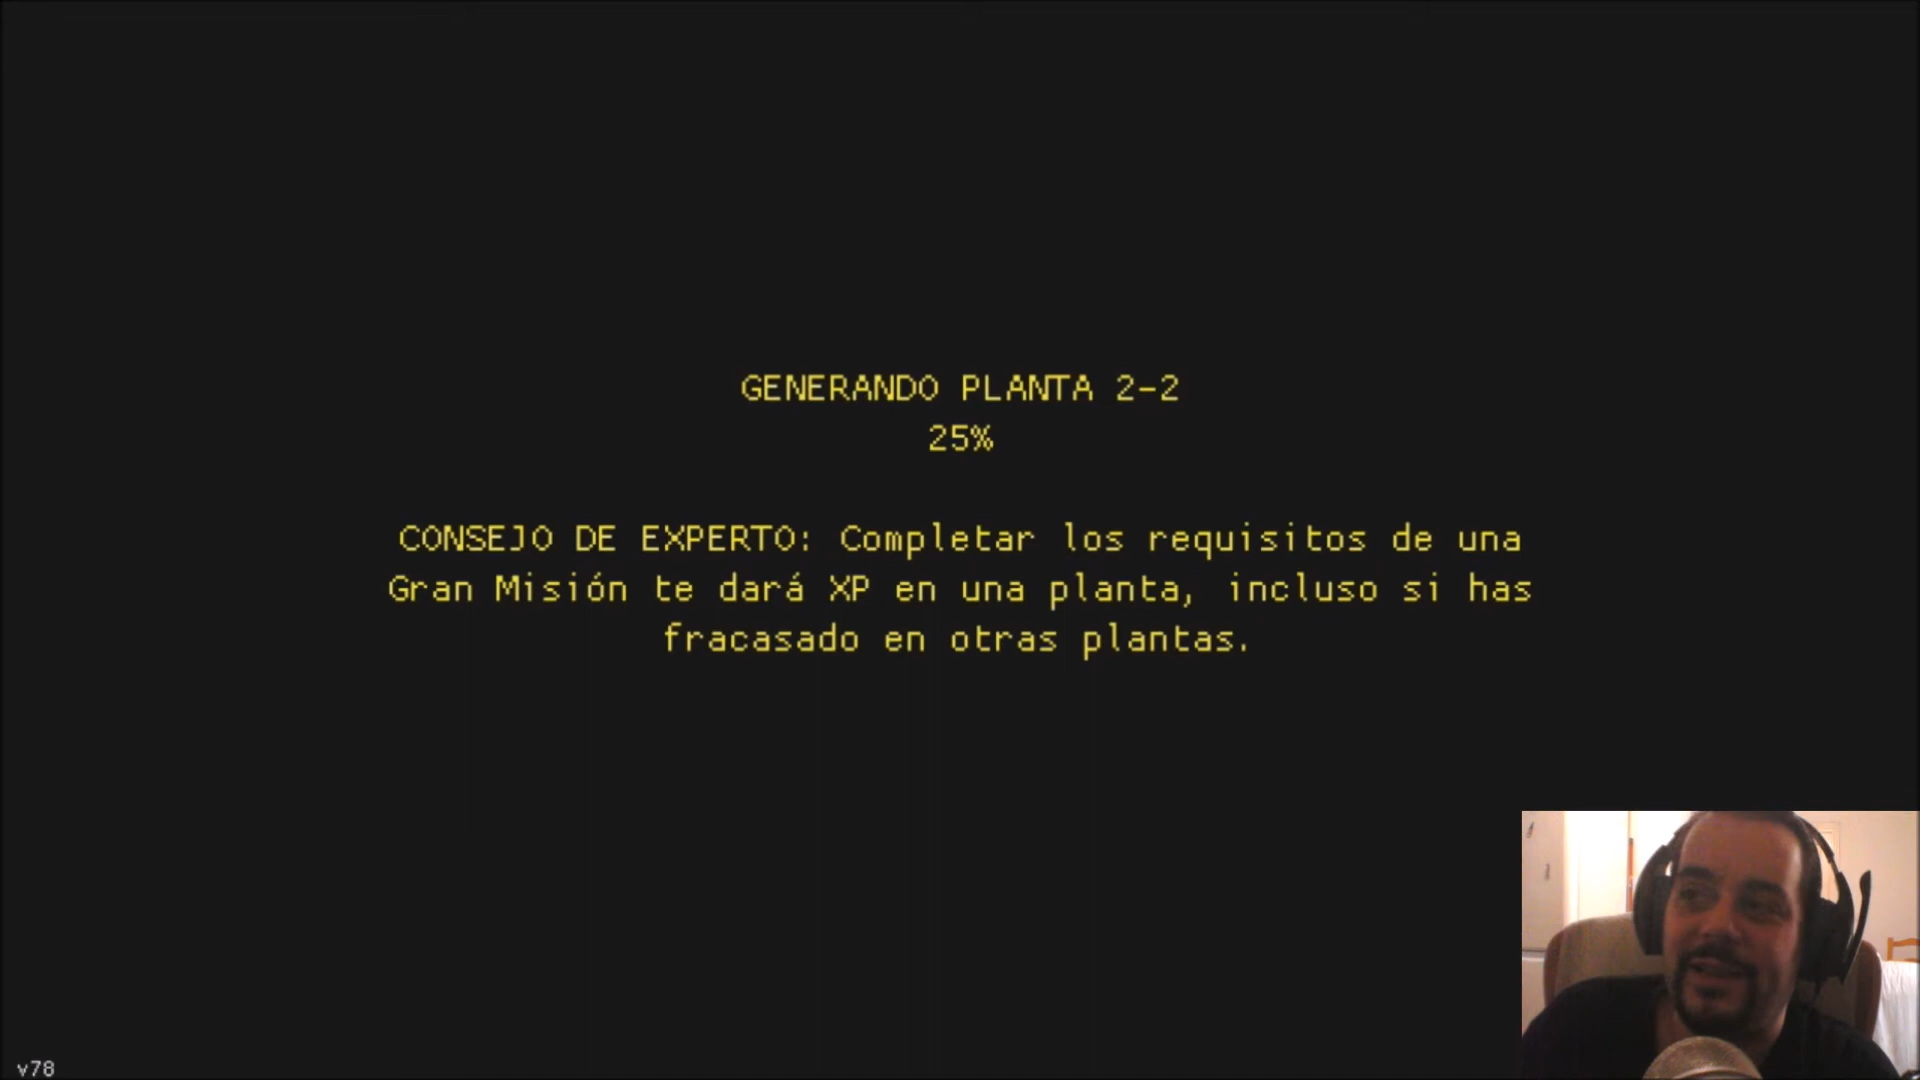 GENERANDO PLANTA 2-2
25%
CONSEJO DE EXPERTO: Completar los requisitos de una
Gran Misión te dará XP en una planta, incluso si has
fracasado en otras plantas.
v78